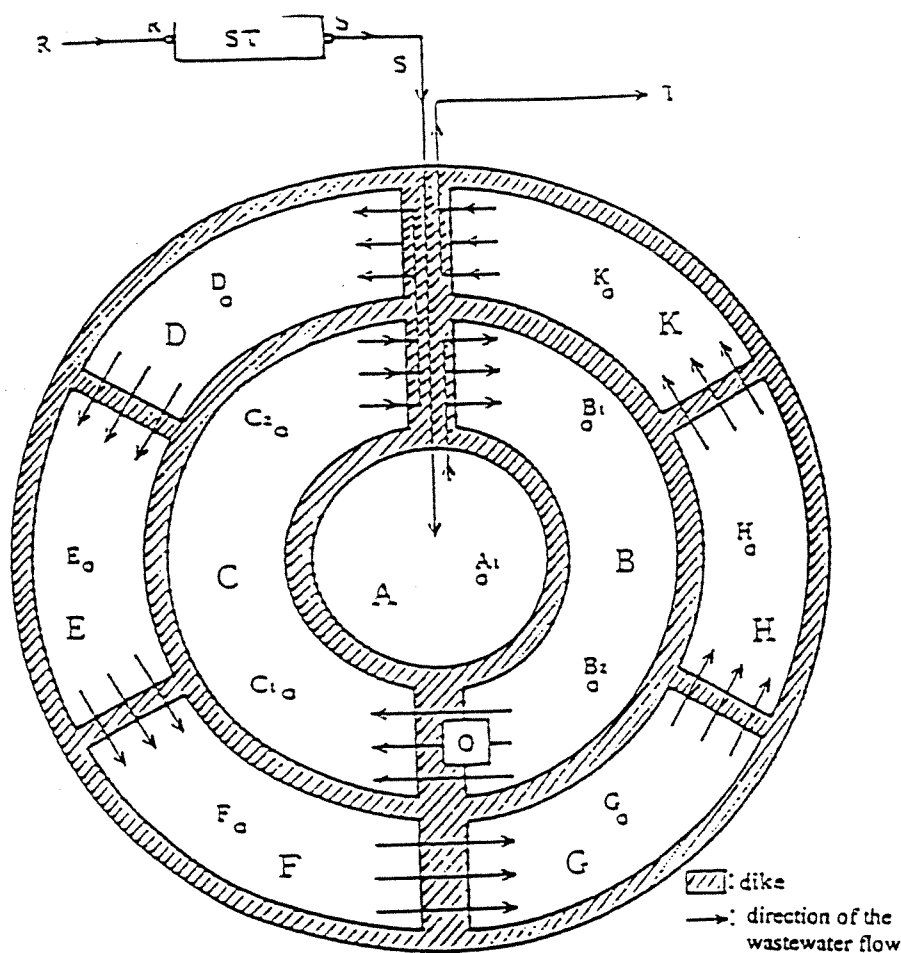 R
R
ST
S
S
T
D
D
K
K
C2
B1
E
E
C
A
A1
B
H
H
C1
B2
O
F
F
G
G
: dike
: direction of the
wastewater flow